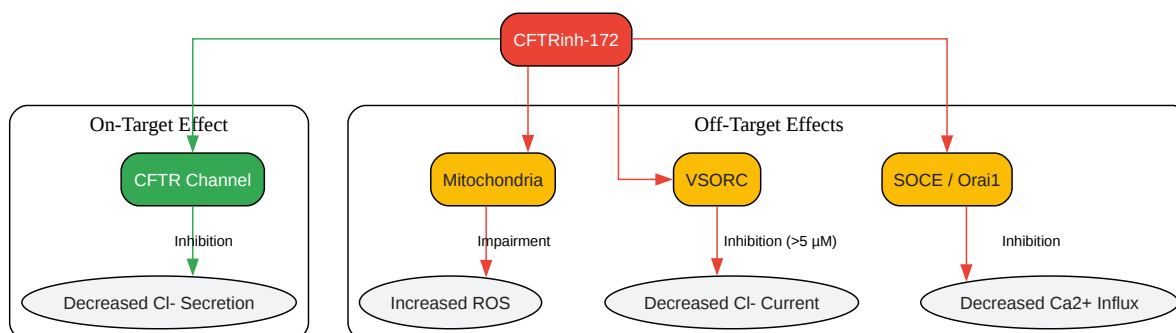 CFTRinh-172
On-Target Effect
Off-Target Effects
CFTR Channel
Mitochondria
VSORC
SOCE / Orai1
Inhibition
Impairment
Inhibition (>5 µM)
Inhibition
Decreased Cl- Secretion
Increased ROS
Decreased Cl- Current
Decreased Ca2+ Influx